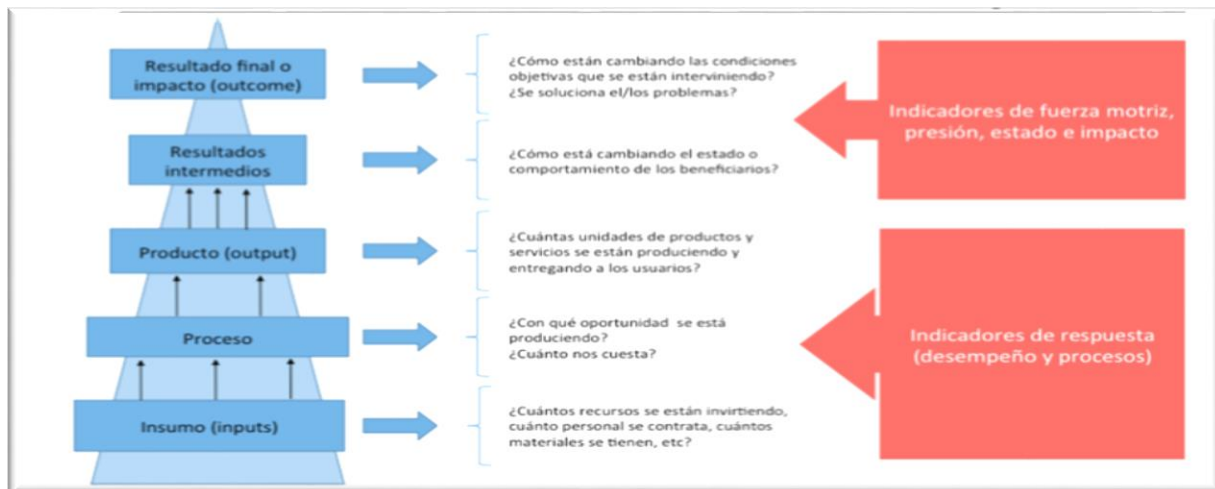 Resultado final o
impacto (outcome)
¿Cómo están cambiando las condiciones
objetivas que se están interviniendo?
¿Se soluciona el/los problemas?
Resultados
intermedios
¿Cómo está cambiando el estado o
comportamiento de los beneficiarios?
Indicadores de fuerza motriz,
presión, estado e impacto
Producto (output)
¿Cuántas unidades de productos y
servicios se están produciendo y
entregando a los usuarios?
Proceso
¿Con qué oportunidad se está
produciendo?
¿Cuánto nos cuesta?
Insumo (inputs)
¿Cuántos recursos se están invirtiendo,
cuánto personal se contrata, cuántos
materiales se tienen, etc?
Indicadores de respuesta
(desempeño y procesos)